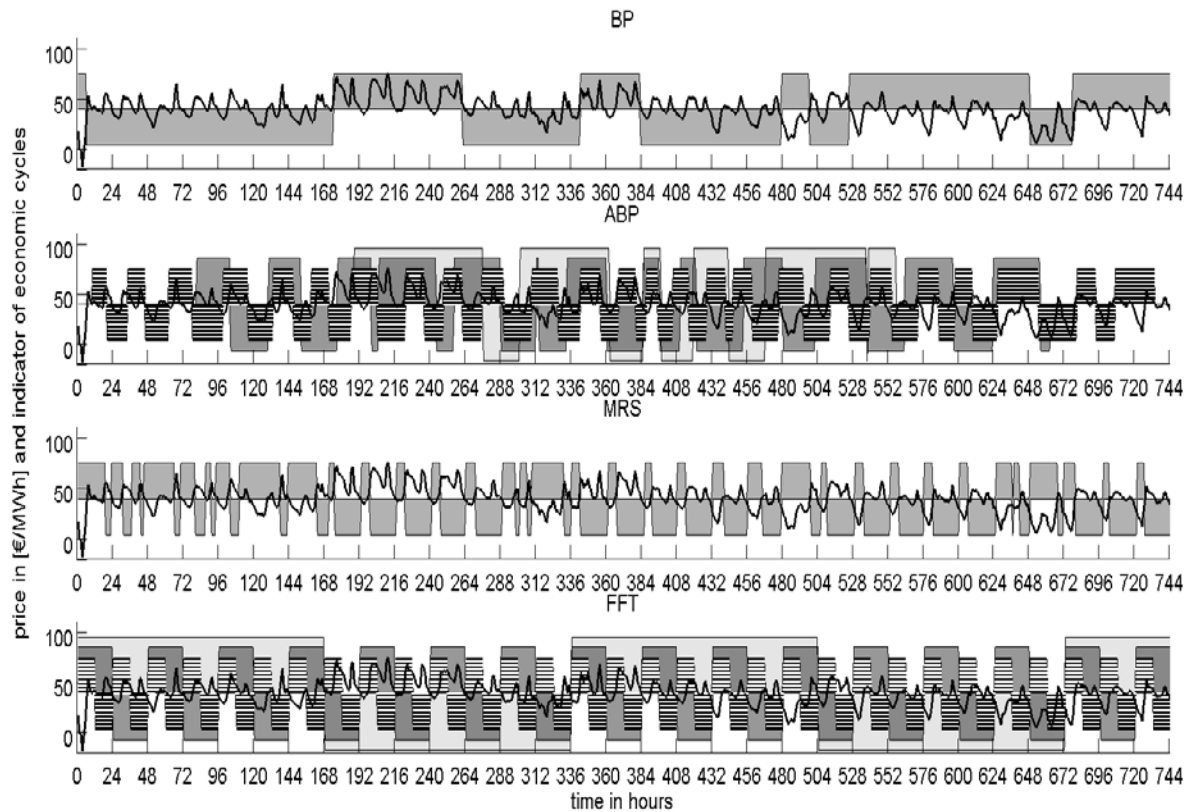 BP
100
50
0
0 24 48 72 96 120 144 168 192 216 240 264 288 312 336 360 384 408 432 456 480 504 528 552 576 600 624 648 672 696 720 744
ABP
100
50
0
0 24 48 72 96 120 144 168 192 216 240 264 288 312 336 360 384 408 432 456 480 504 528 552 576 600 624 648 672 696 720 744
MRS
100
50
0
0 24 48 72 96 120 144 168 192 216 240 264 288 312 336 360 384 408 432 456 480 504 528 552 576 600 624 648 672 696 720 744
FFT
100
50
0
0 24 48 72 96 120 144 168 192 216 240 264 288 312 336 360 384 408 432 456 480 504 528 552 576 600 624 648 672 696 720 744
time in hours
price in [€/MWh] and indicator of economic cycles